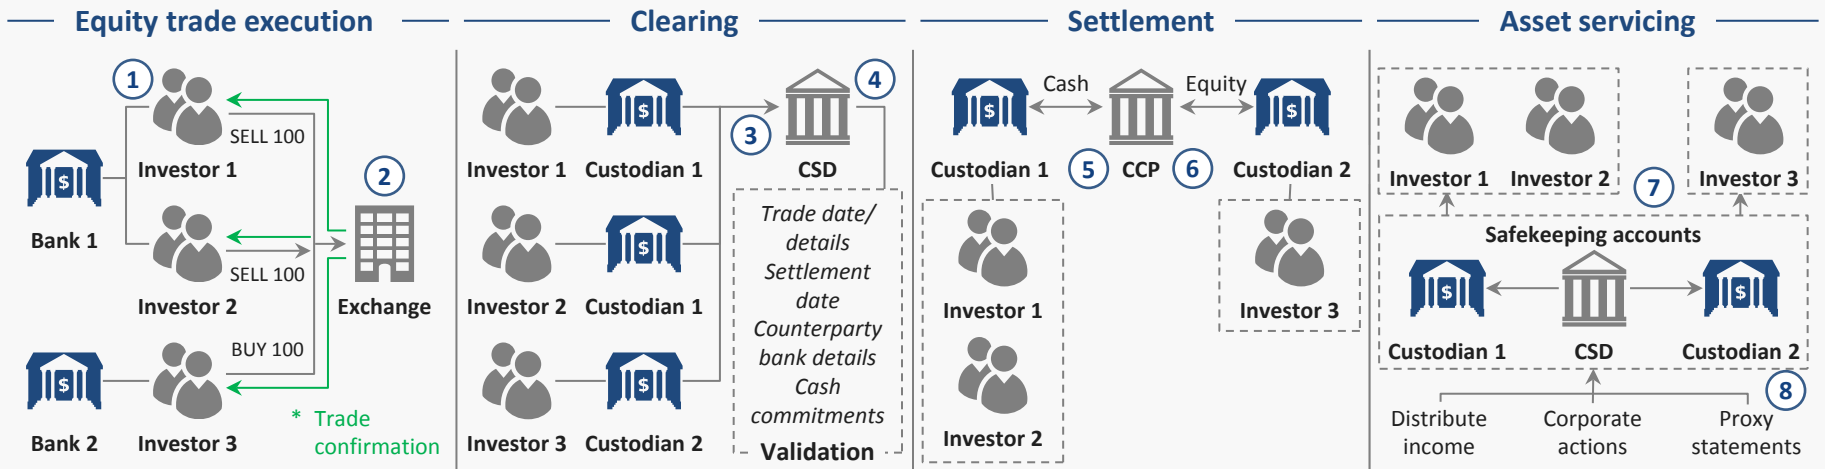 Equity trade execution
1
SELL 100
Investor 1
$
Bank 1
2
SELL 100
Investor 2
Exchange
BUY 100
$
Bank 2
Investor 3
* Trade
confirmation
Clearing
$
4
3
Investor 1
Custodian 1
CSD
$
Investor 2
Custodian 1
$
Investor 3
Custodian 2
Trade date/
details
Settlement
date
Counterparty
bank details
Cash
commitments
Validation
Settlement
$
Cash
Equity
$
Custodian 1
5
CCP
6
Custodian 2
Investor 1
Investor 2
Investor 3
Asset servicing
Investor 1
Investor 2
7
Investor 3
Safekeeping accounts
$
$
Custodian 1
CSD
Custodian 2
8
Distribute
income
Corporate
actions
Proxy
statements